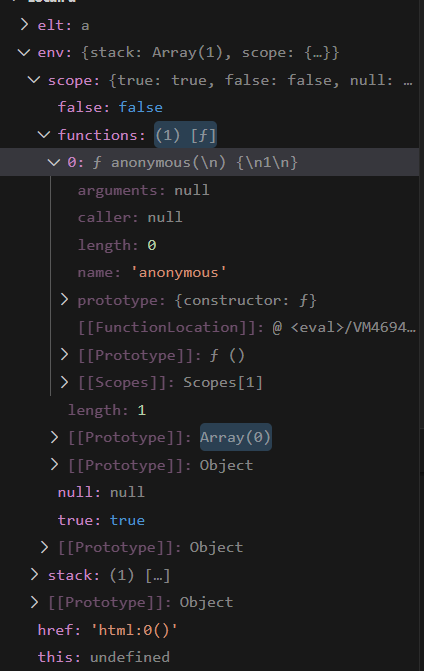 elt: a
env: {stack: Array(1), scope: {…}}
scope: {true: true, false: false, null: …
false: false
functions: (1) [ƒ]
0: ƒ anonymous(\n) {\n1\n}
arguments: null
caller: null
length: 0
name: 'anonymous'
prototype: {constructor: ƒ}
[[FunctionLocation]]: @ <eval>/VM4694…
[[Prototype]]: ƒ ()
[[Scopes]]: Scopes[1]
length: 1
[[Prototype]]: Array(0)
[[Prototype]]: Object
null: null
true: true
[[Prototype]]: Object
stack: (1) […]
[[Prototype]]: Object
href: 'html:0()'
this: undefined